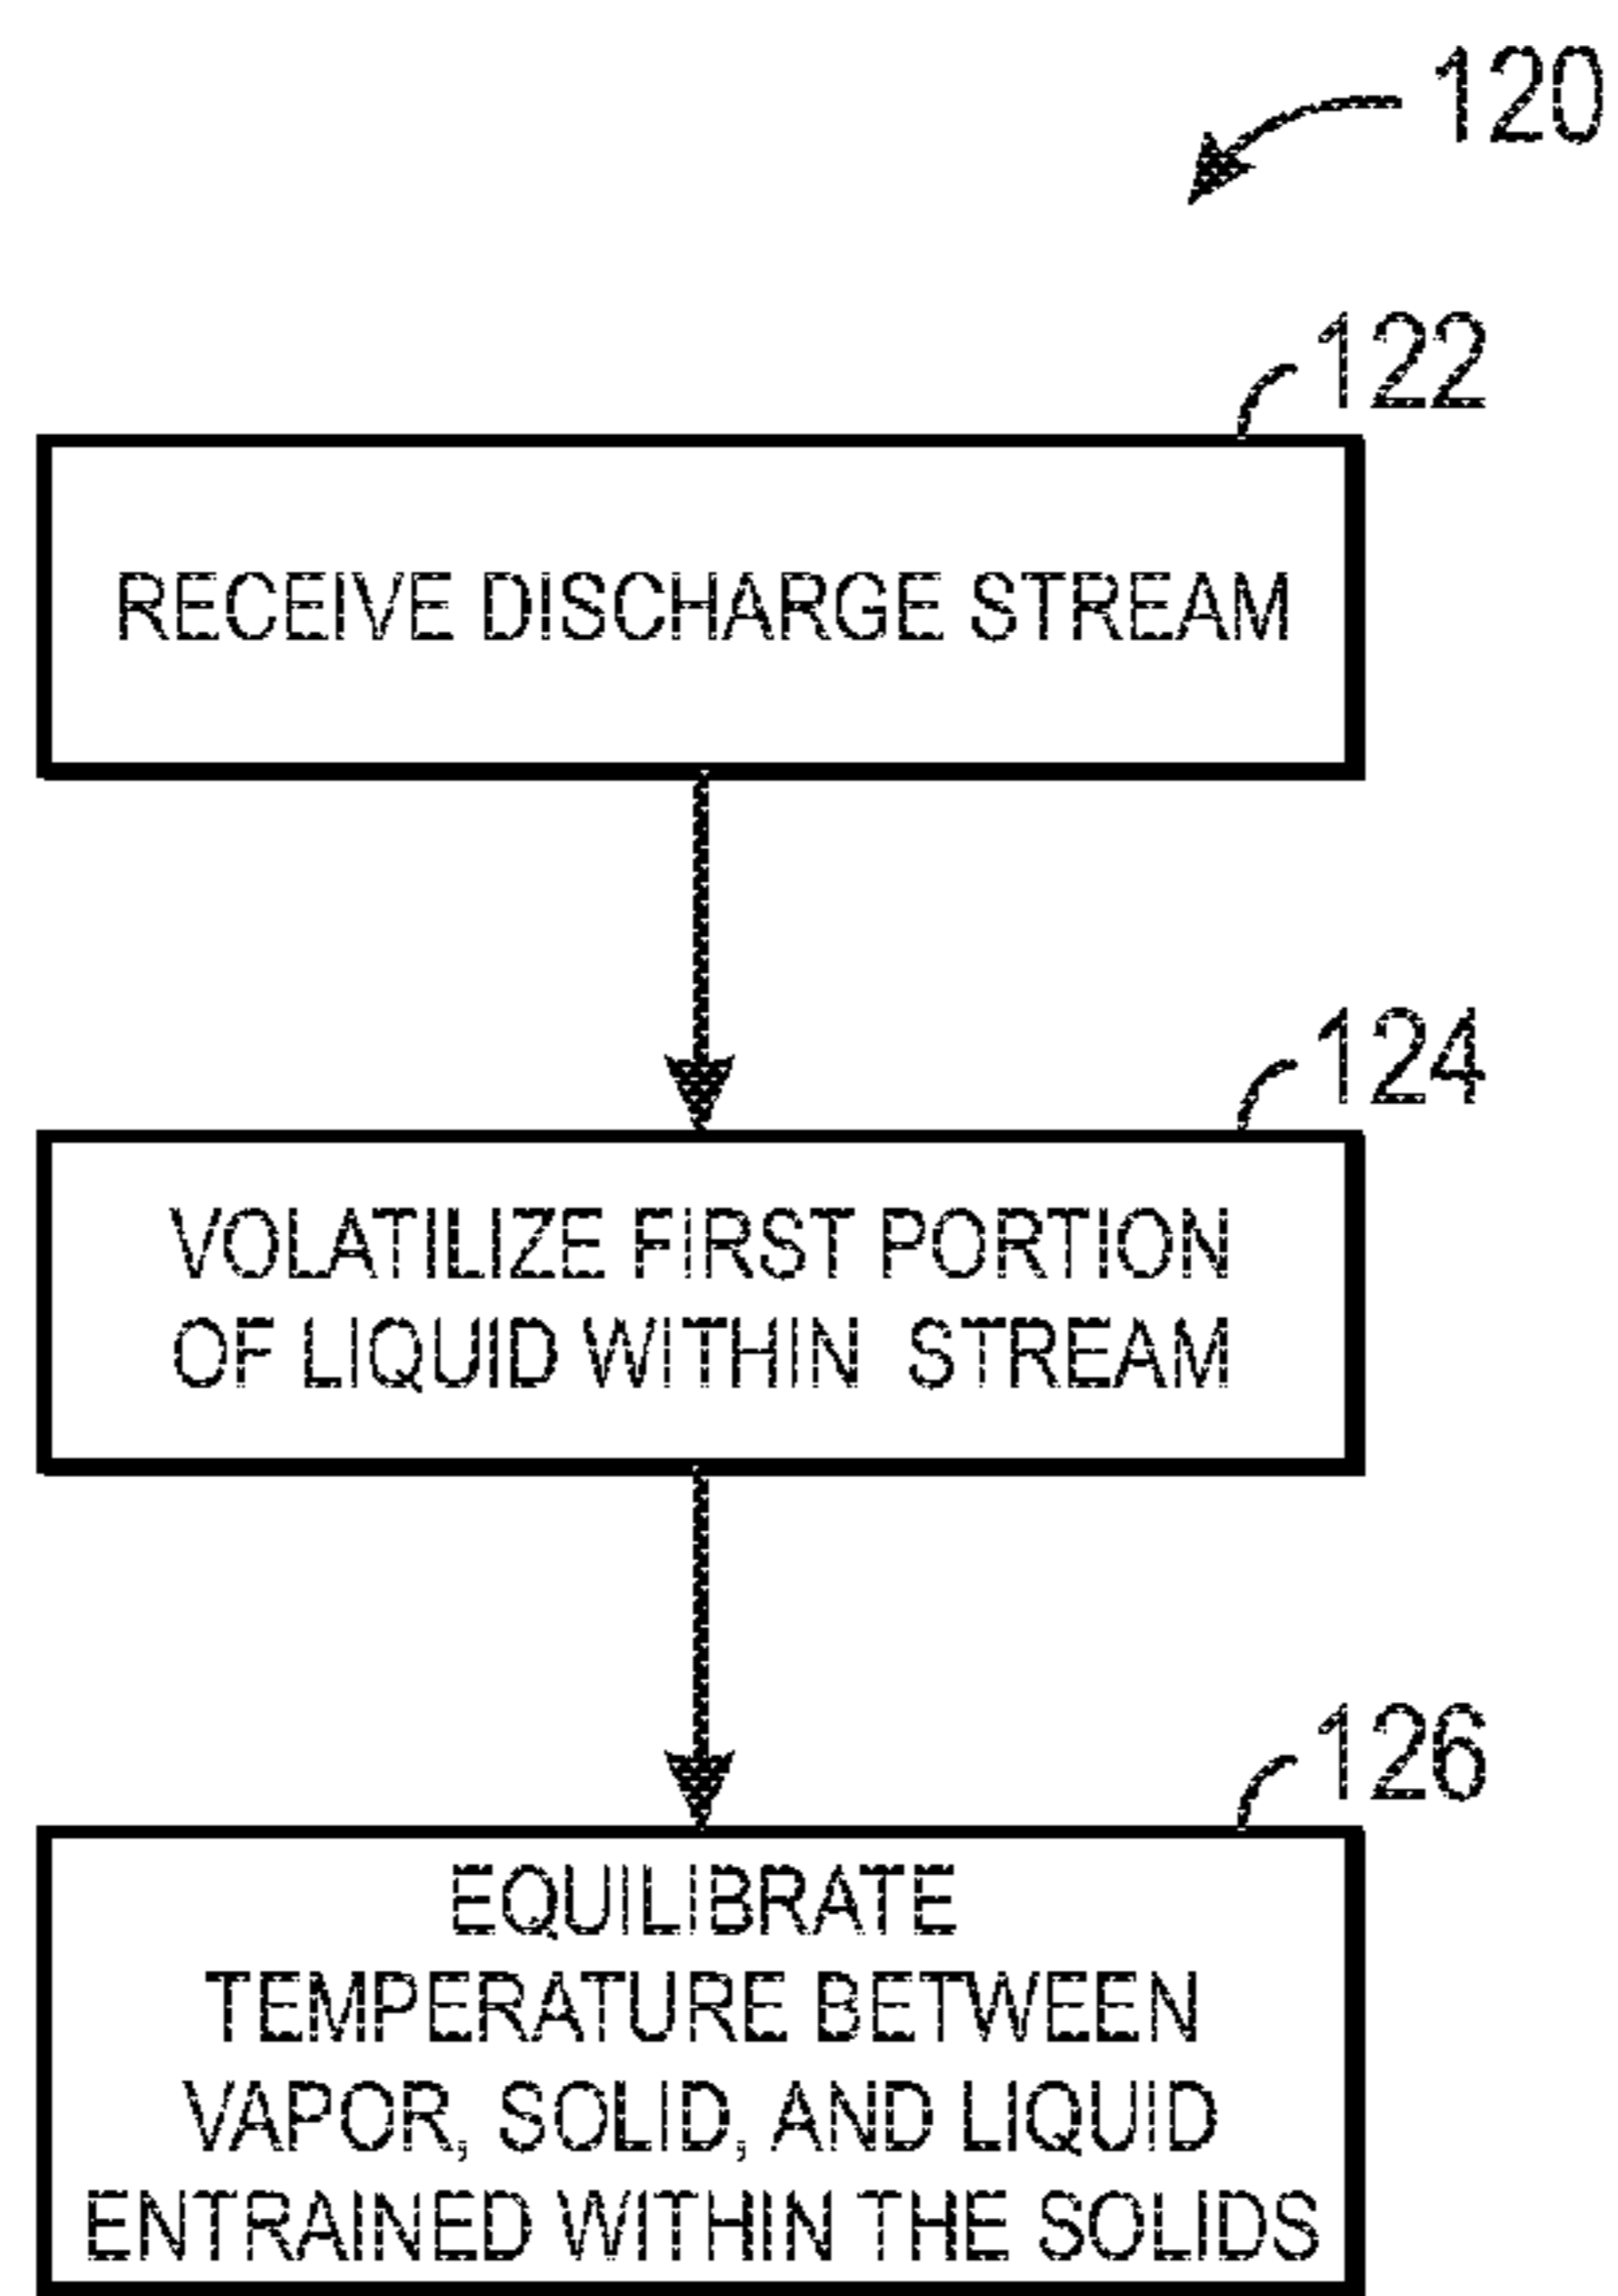 120
122
RECEIVE DISCHARGE STREAM
124
VOLATILIZE FIRST PORTION
OF LIQUID WITHIN STREAM
126
EQUILIBRATE
TEMPERATURE BETWEEN
VAPOR, SOLID, AND LIQUID
ENTRAINED WITHIN THE SOLIDS